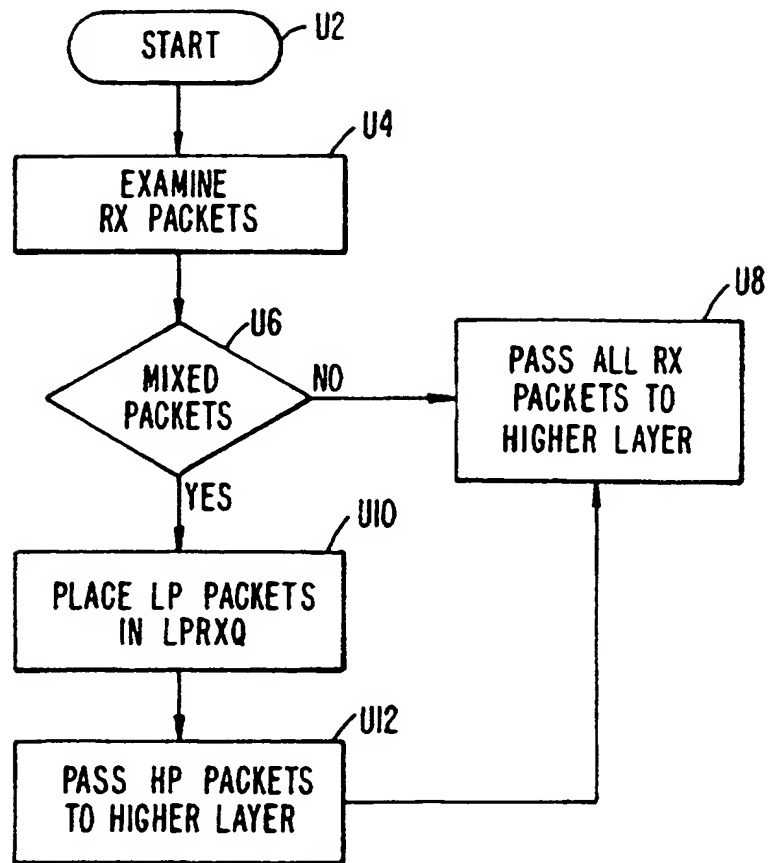 START
U2
U4
EXAMINE
RX PACKETS
U6
MIXED
PACKETS
NO
YES
U8
PASS ALL RX
PACKETS TO
HIGHER LAYER
U10
PLACE LP PACKETS
IN LPRXQ
U12
PASS HP PACKETS
TO HIGHER LAYER